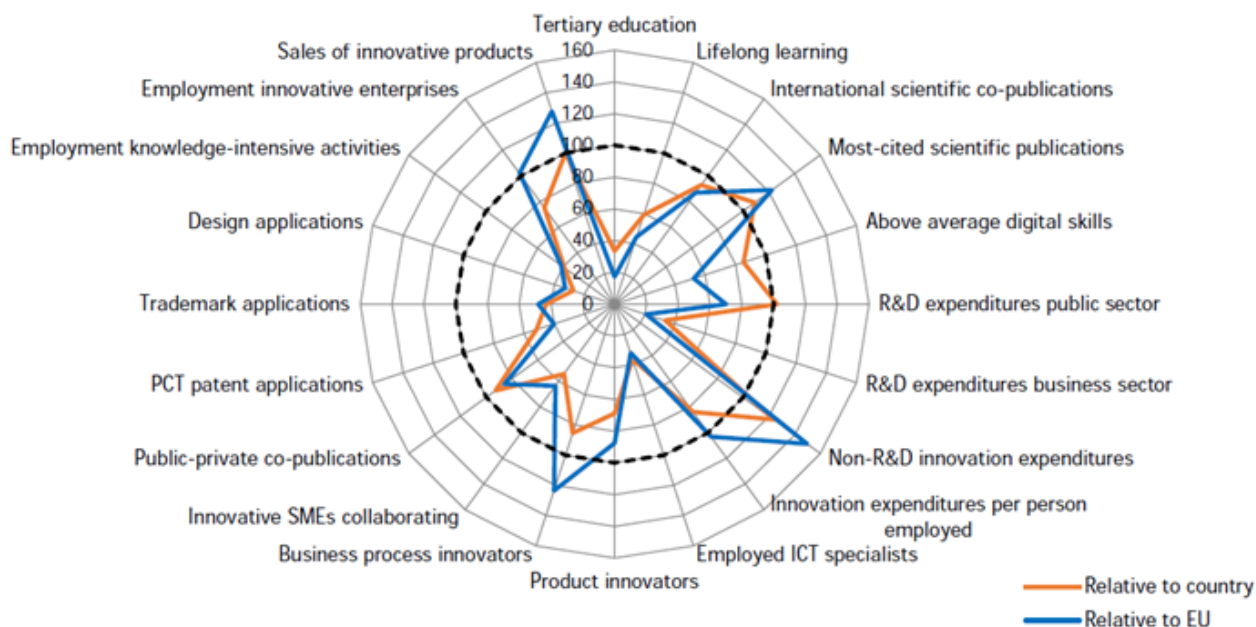 Tertiary education
Sales of innovative products
160
Lifelong learning
140
Employment innovative enterprises
International scientific co-publications
120
Employment knowledge-intensive activities
100
Most-cited scientific publications
80
Design applications
60
Above average digital skills
40
20
Trademark applications
0
R&D expenditures public sector
PCT patent applications
R&D expenditures business sector
Public-private co-publications
Non-R&D innovation expenditures
Innovative SMEs collaborating
Innovation expenditures per person
employed
Business process innovators
Employed ICT specialists
Product innovators
Relative to country
Relative to EU